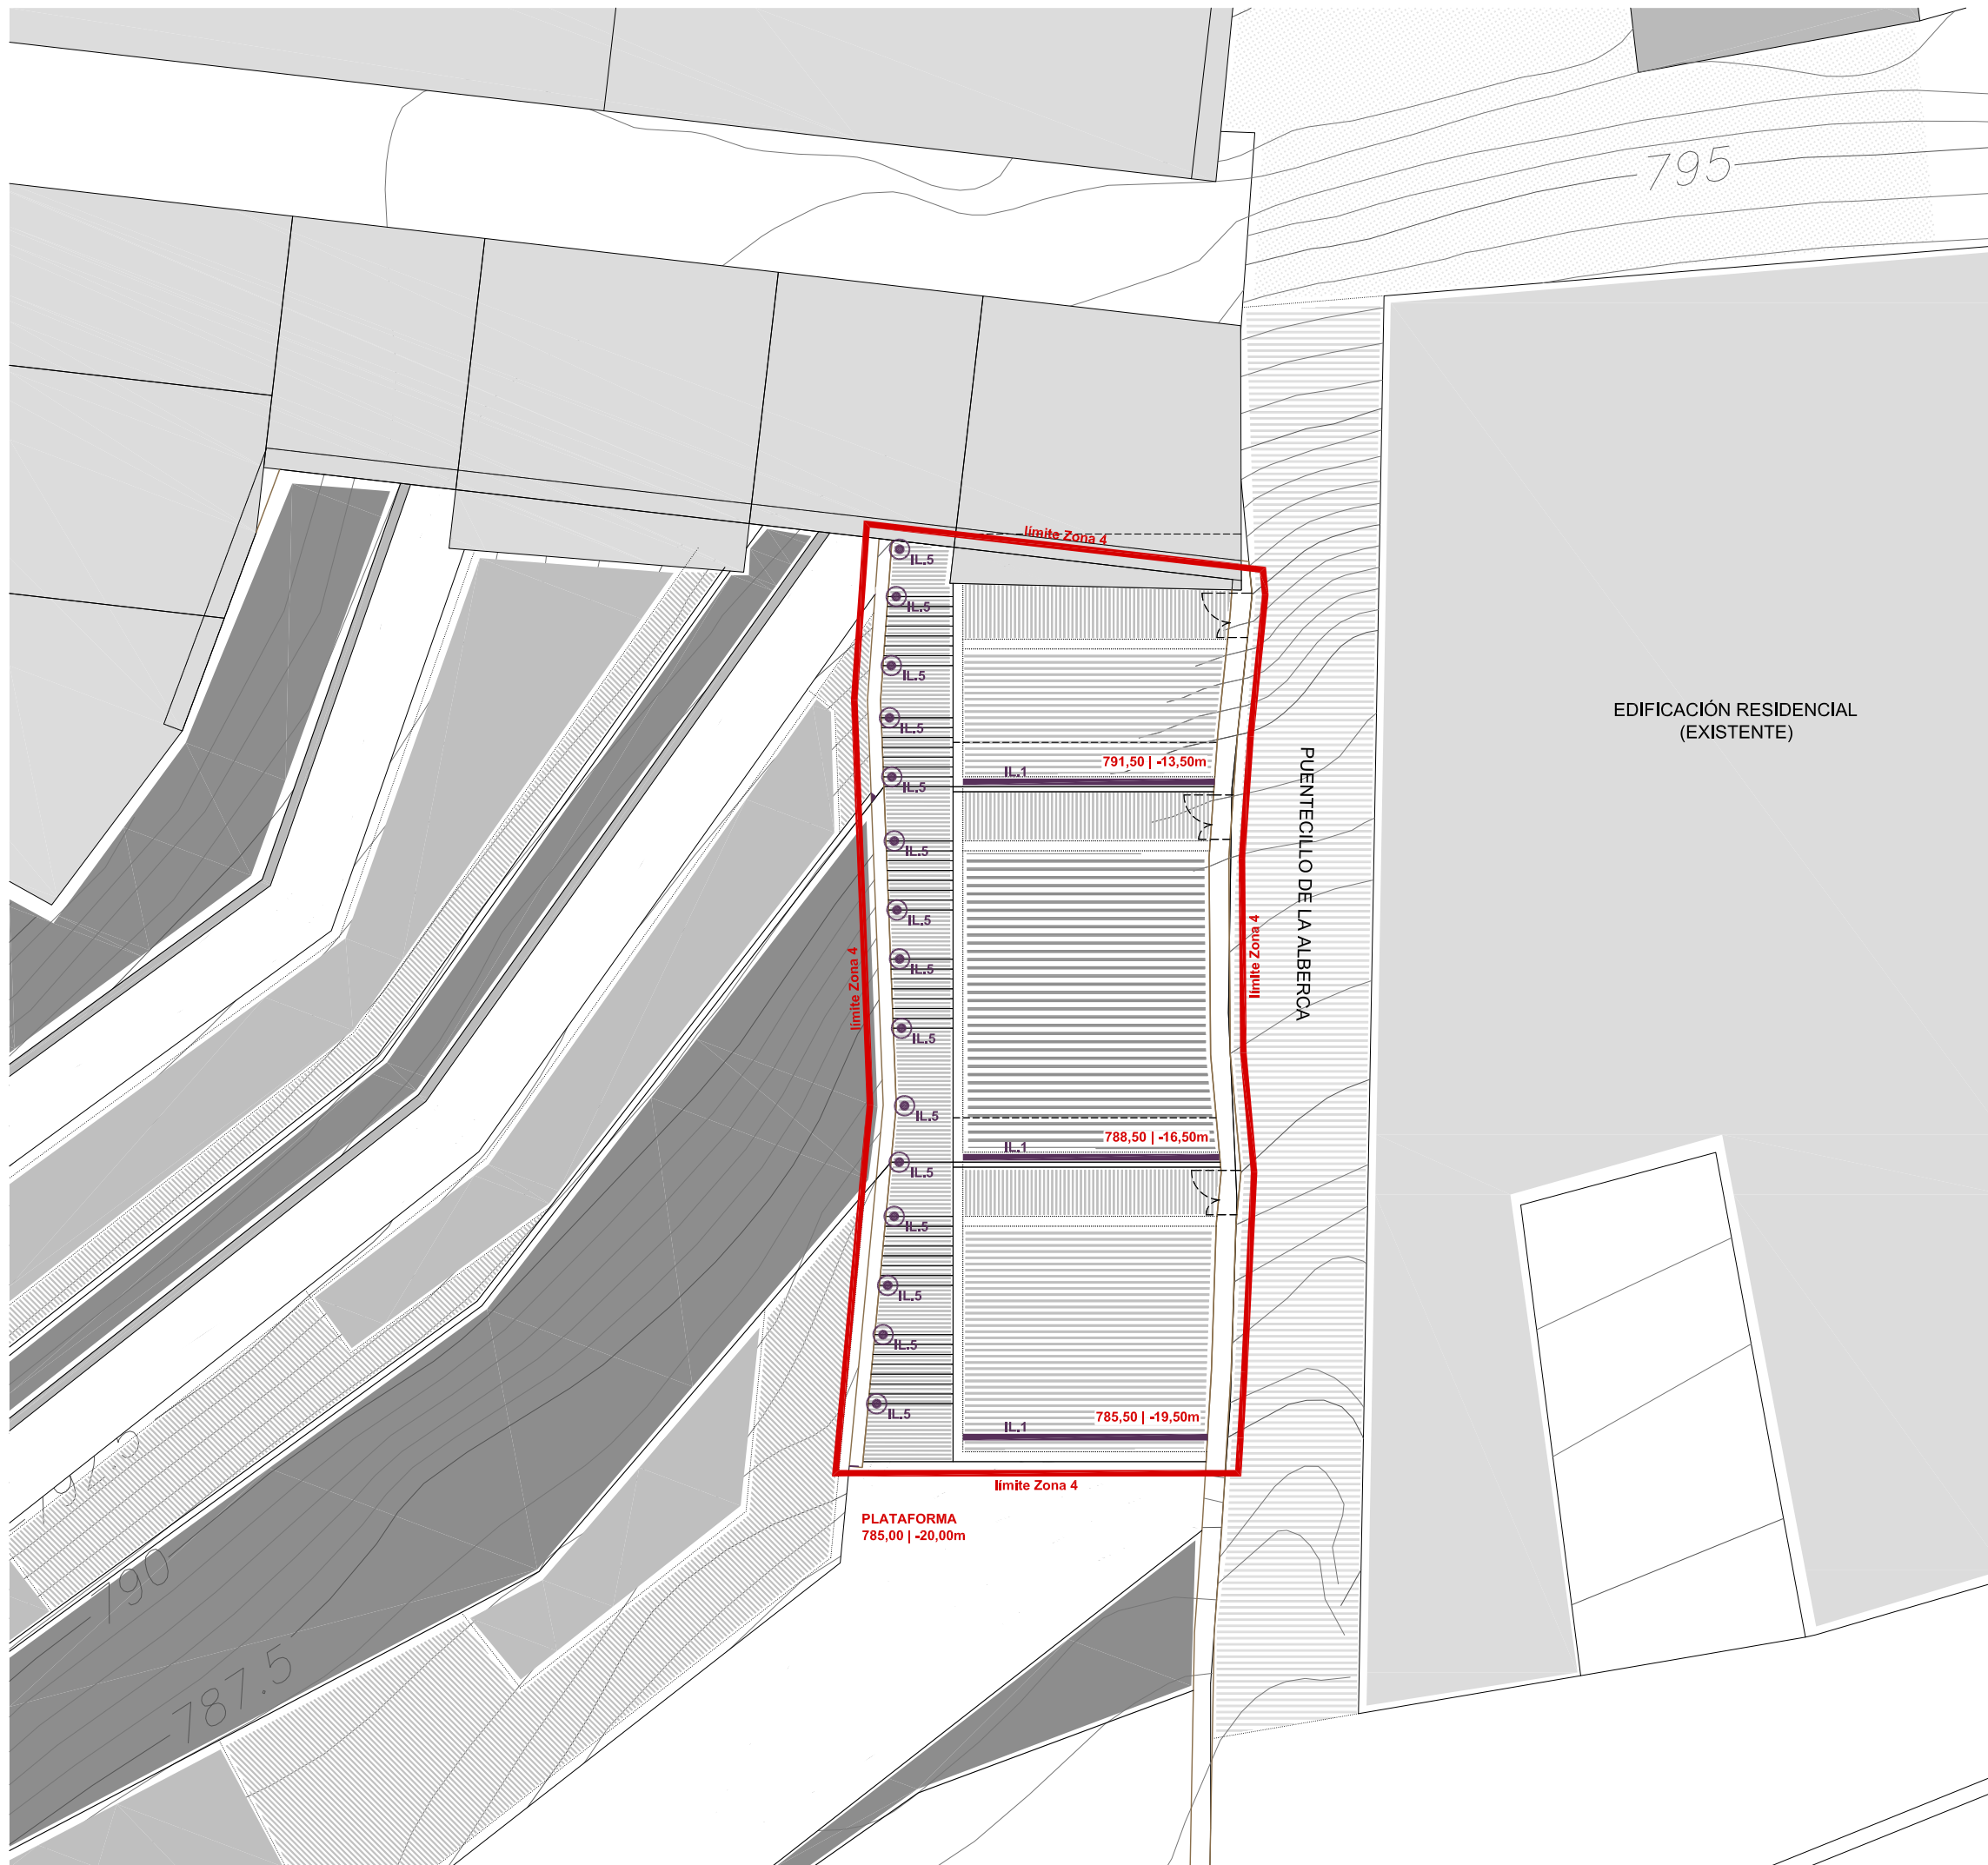 795
límite Zona 4
IL.5
IL.5
IL.5
EDIFICACIÓN RESIDENCIAL
(EXISTENTE)
IL.5
791,50 | -13,50m
IL.1
IL.5
PUENTECILLO DE LA ALBERCA
IL.5
IL.5
límite Zona 4
límite Zona 4
IL.5
IL.5
IL.5
788,50 | -16,50m
IL.1
IL.5
IL.5
IL.5
IL.5
IL.5
785,50 | -19,50m
IL.1
límite Zona 4
PLATAFORMA
785,00 | -20,00m
792.5
790
787.5